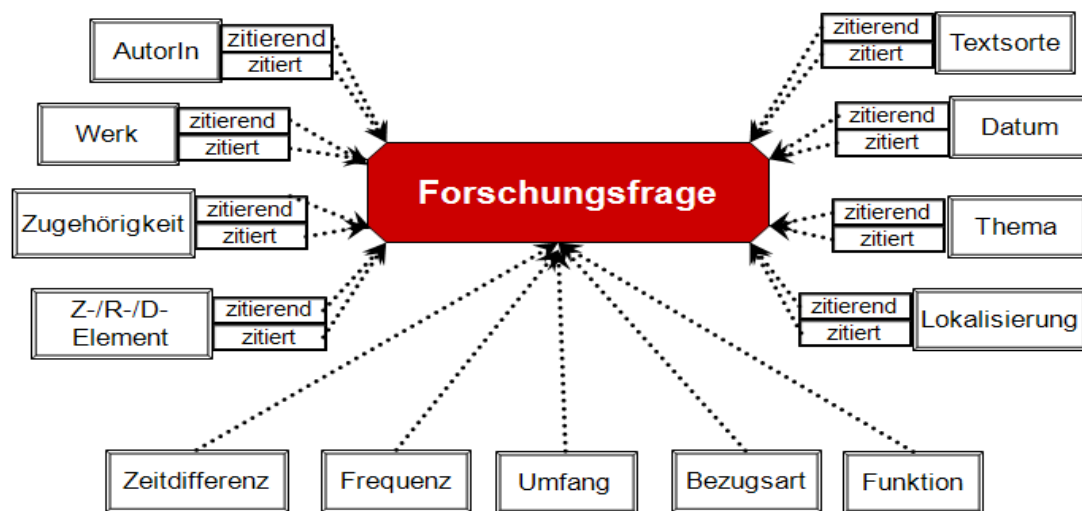 AutorIn
zitierend
zitiert
Werk
zitierend
zitiert
Zugehörigkeit
zitierend
zitiert
Z-/R-/D-
Element
zitierend
zitiert
Forschungsfrage
zitierend
zitiert
Textsorte
zitierend
zitiert
Datum
zitierend
zitiert
Thema
zitierend
zitiert
Lokalisierung
Zeitdifferenz
Frequenz
Umfang
Bezugsart
Funktion